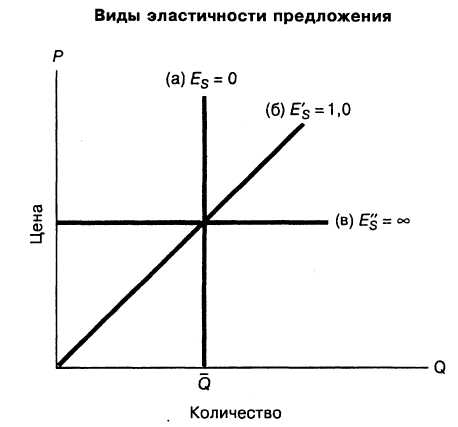 Виды эластичности предложения
P
(а) E_S = 0
(б) E′_S = 1,0
Цена
(в) E″_S = ∞
Q
Q̄
Количество